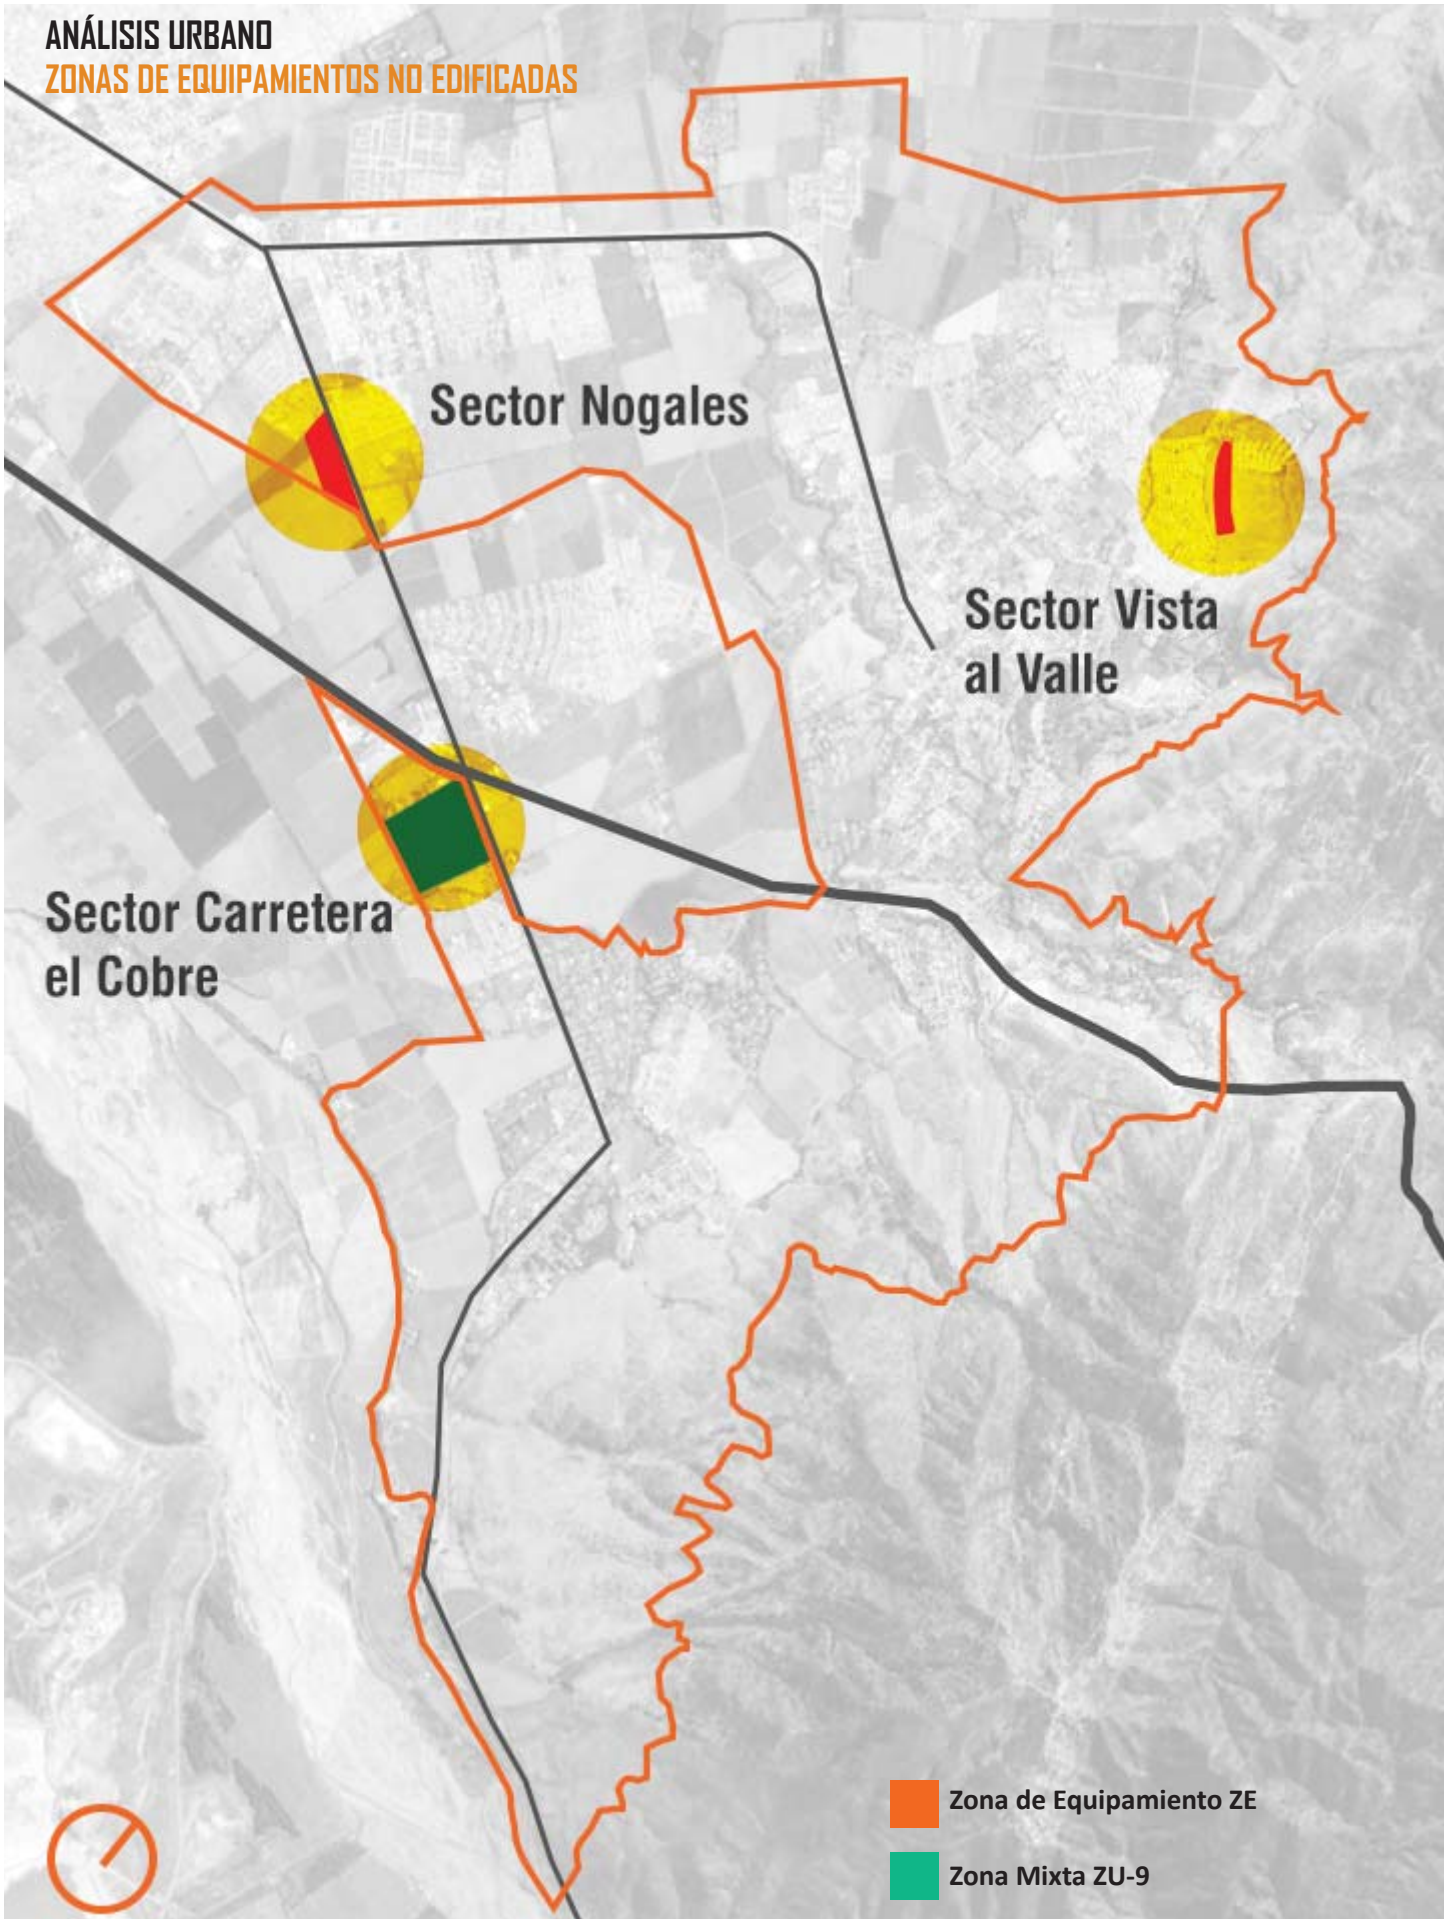 ANÁLISIS URBANO
ZONAS DE EQUIPAMIENTOS NO EDIFICADAS
Sector Nogales
Sector Vista
al Valle
Sector Carretera
el Cobre
Zona de Equipamiento ZE
Zona Mixta ZU-9